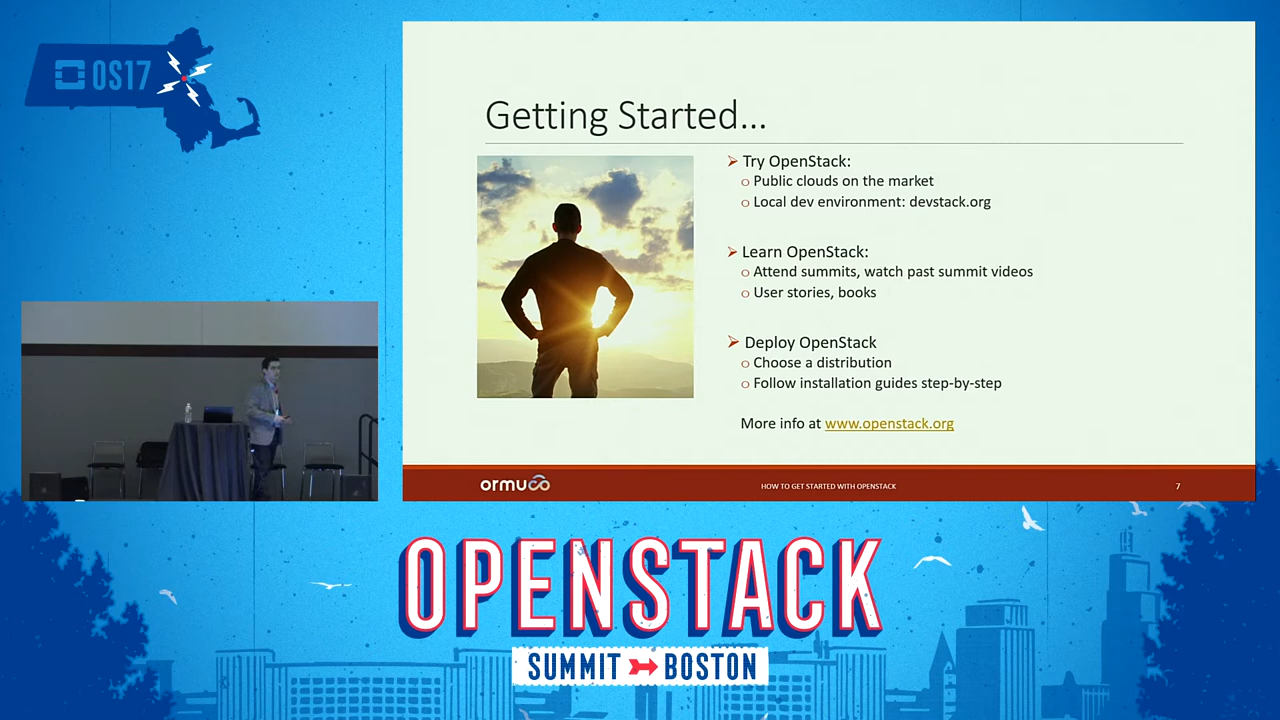 OS17
Getting Started...
➢ Try OpenStack:
o Public clouds on the market
o Local dev environment: devstack.org
➢ Learn OpenStack:
o Attend summits, watch past summit videos
o User stories, books
➢ Deploy OpenStack
o Choose a distribution
o Follow installation guides step-by-step
More info at www.openstack.org
ormuco
HOW TO GET STARTED WITH OPENSTACK
7
OPENSTACK
SUMMIT BOSTON